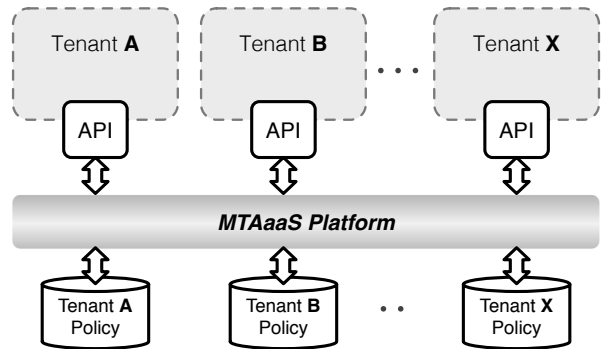 Tenant A
Tenant B
Tenant X
. . .
API
API
API
MTAaaS Platform
Tenant A
Policy
Tenant B
Policy
. .
Tenant X
Policy